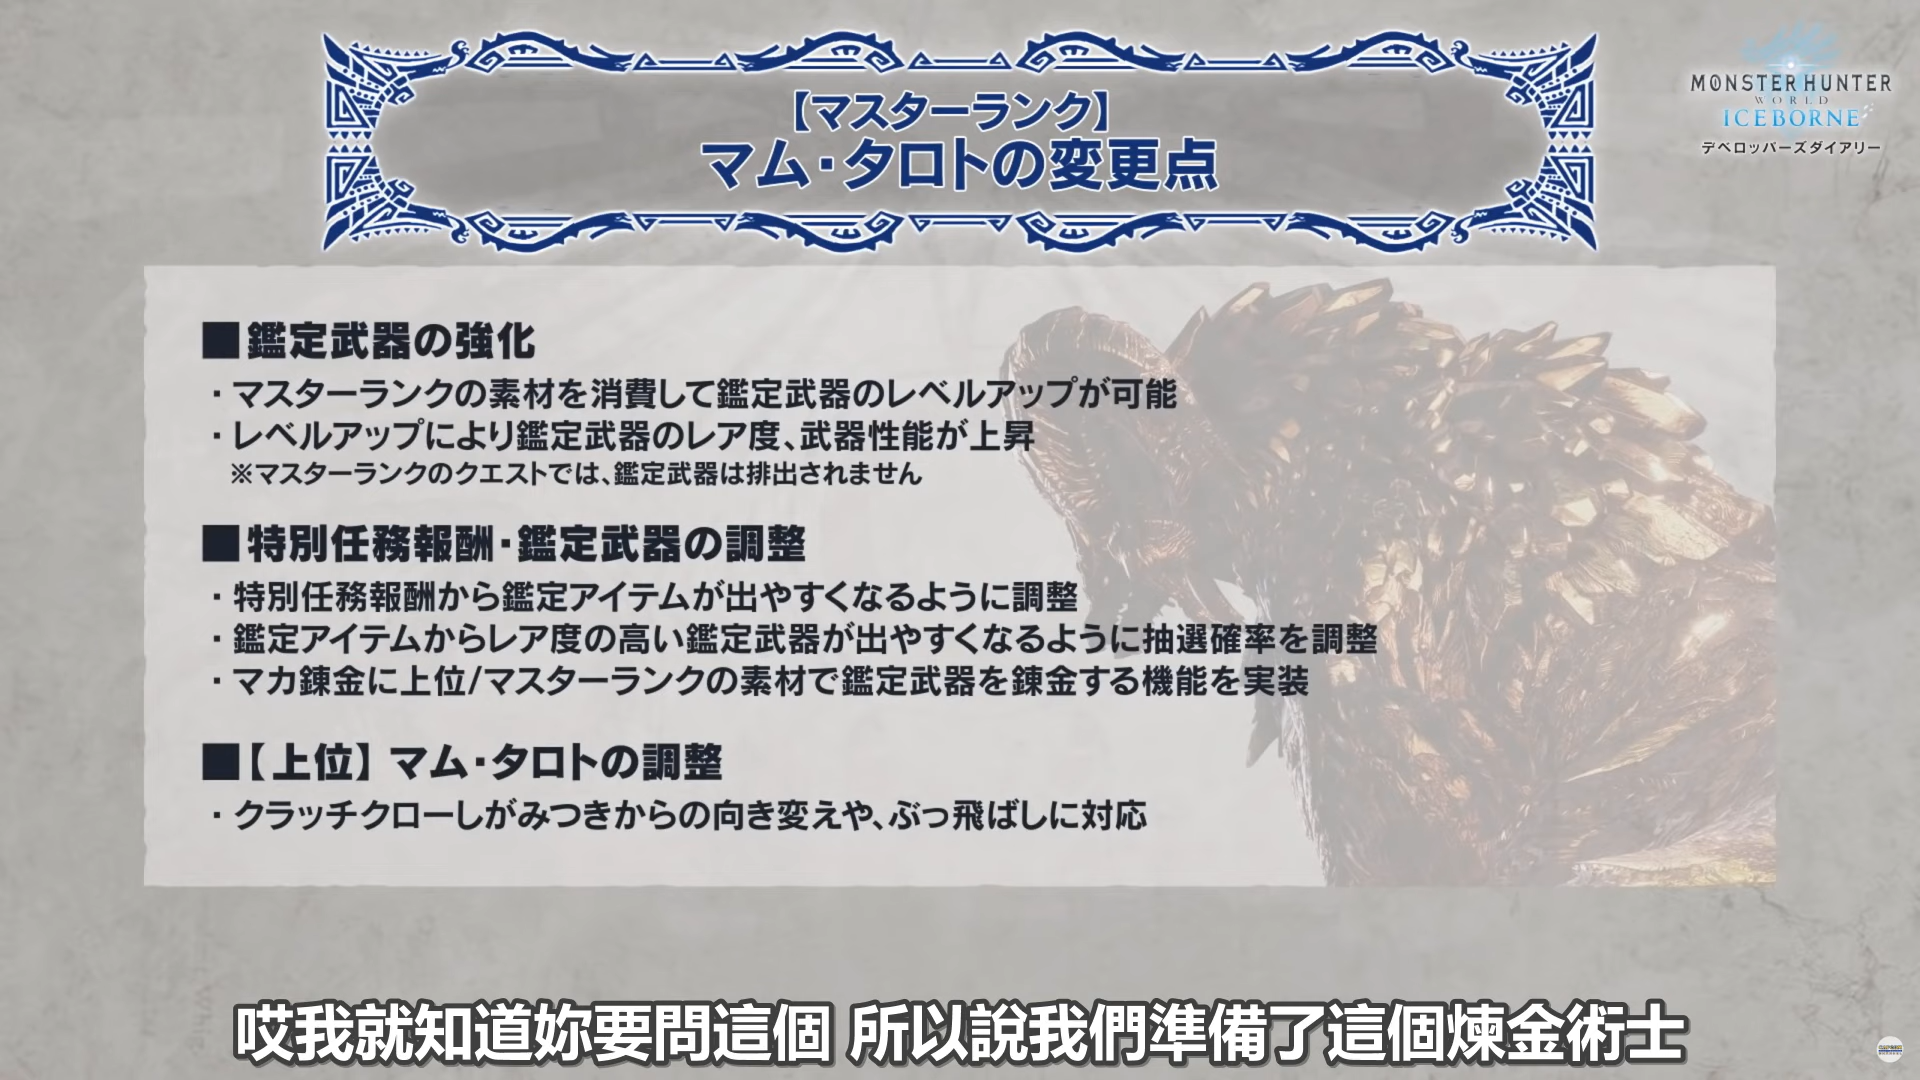 【マスターランク】
マム・タロトの変更点
MONSTER HUNTER
WORLD
ICEBORNE
デベロッパーズダイアリー
■鑑定武器の強化
・マスターランクの素材を消費して鑑定武器のレベルアップが可能
・レベルアップにより鑑定武器のレア度、武器性能が上昇
※マスターランクのクエストでは、鑑定武器は排出されません
■特別任務報酬・鑑定武器の調整
・特別任務報酬から鑑定アイテムが出やすくなるように調整
・鑑定アイテムからレア度の高い鑑定武器が出やすくなるように抽選確率を調整
・マカ錬金に上位/マスターランクの素材で鑑定武器を錬金する機能を実装
■【上位】マム・タロトの調整
・クラッチクローしがみつきからの向き変えや、ぶっ飛ばしに対応
哎我就知道妳要問這個 所以說我們準備了這個煉金術士